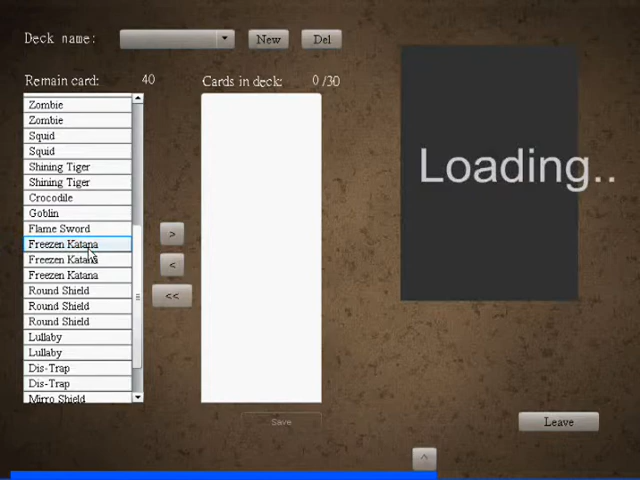 Deck name:
New
Del
Remain card: 40
Cards in deck: 0 /30
Zombie
Zombie
Squid
Squid
Shining Tiger
Shining Tiger
Crocodile
Goblin
Flame Sword
Freezen Katana
Freezen Katana
Freezen Katana
Round Shield
Round Shield
Round Shield
Lullaby
Lullaby
Dis-Trap
Dis-Trap
Mirro Shield
>
<
<<
Loading..
Save
Leave
^